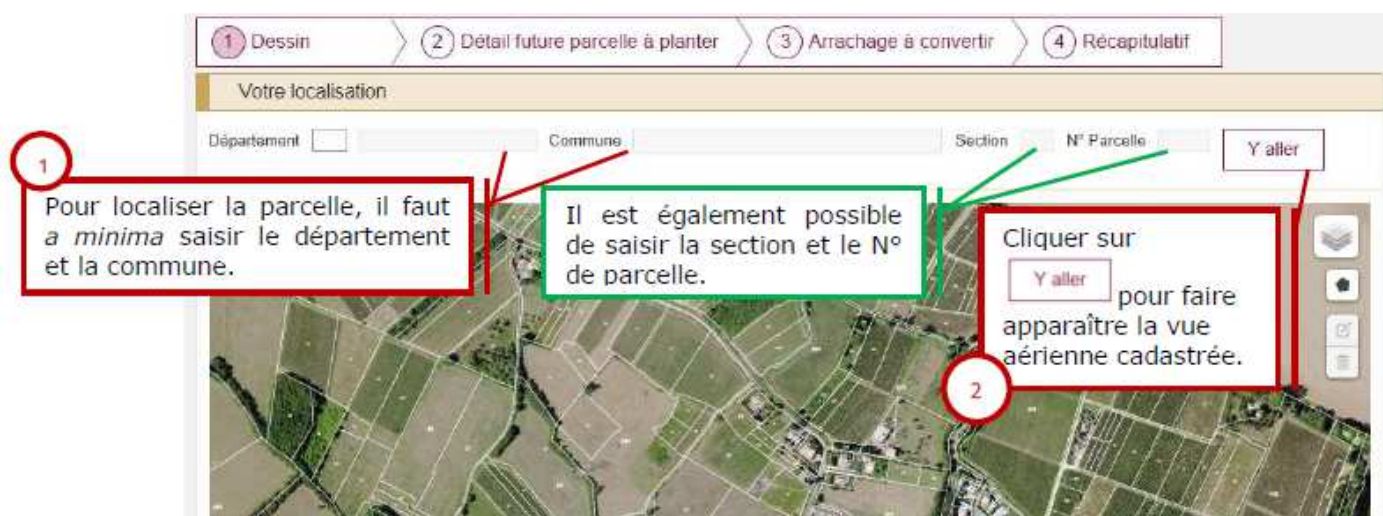 1 Dessin 2 Détail future parcelle à planter 3 Arrachage à convertir 4 Récapitulatif
Votre localisation
Département Commune Section N° Parcelle Y aller
1
Pour localiser la parcelle, il faut
a minima saisir le département
et la commune.
Il est également possible
de saisir la section et le N°
de parcelle.
Cliquer sur
Y aller pour faire
apparaître la vue
aérienne cadastrée.
2